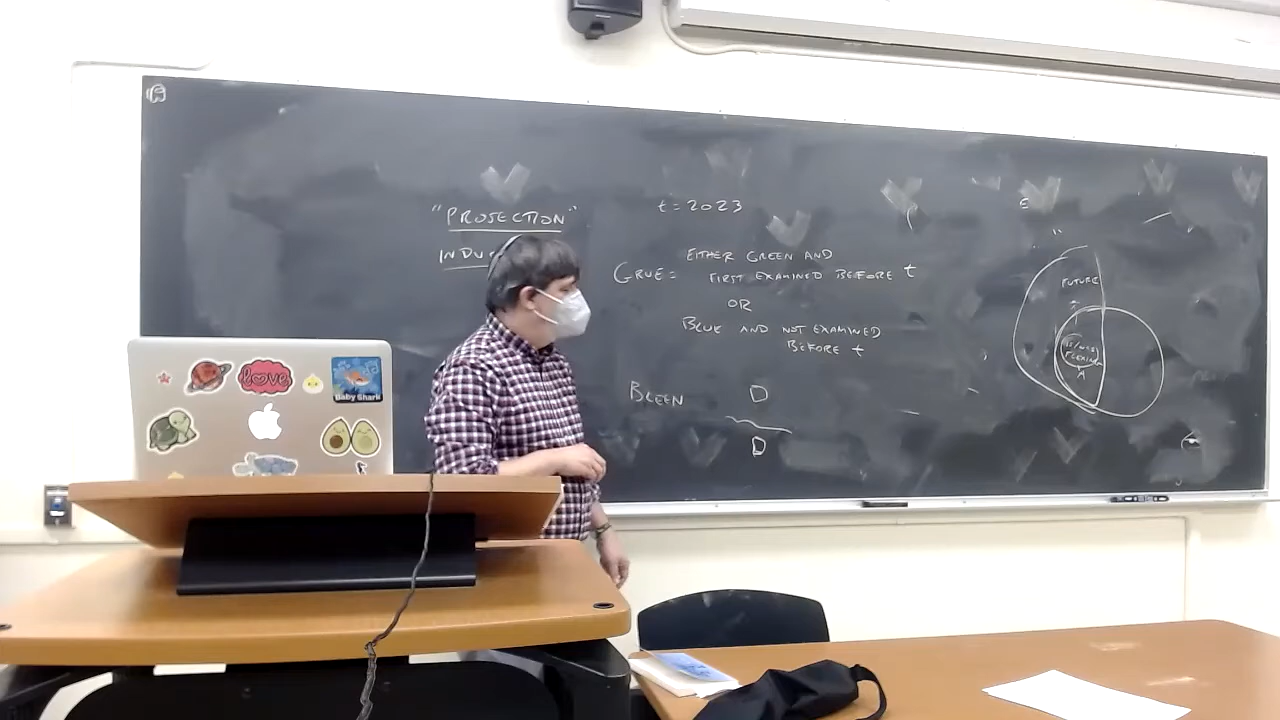 "PROJECTION"
INDU
t = 2023
GRUE = EITHER GREEN AND
FIRST EXAMINED BEFORE t
OR
BLUE AND NOT EXAMINED
BEFORE t
BLEEN
D
D
FUTURE
love
Baby Shark